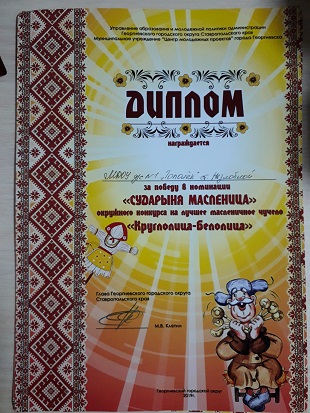 Управление образования и молодежной политики администрации
Георгиевского городского округа Ставропольского края
Муниципальное учреждение "Центр молодежных проектов" города Георгиевска
ДИПЛОМ
награждается
за победу в номинации
«СУДАРЫНЯ МАСЛЕНИЦА»
окружного конкурса на лучшее масленичное чучело
«Круглолица-Белолица»
Глава Георгиевского городского округа
Ставропольского края
М.В. Клетин
Георгиевский городской округ